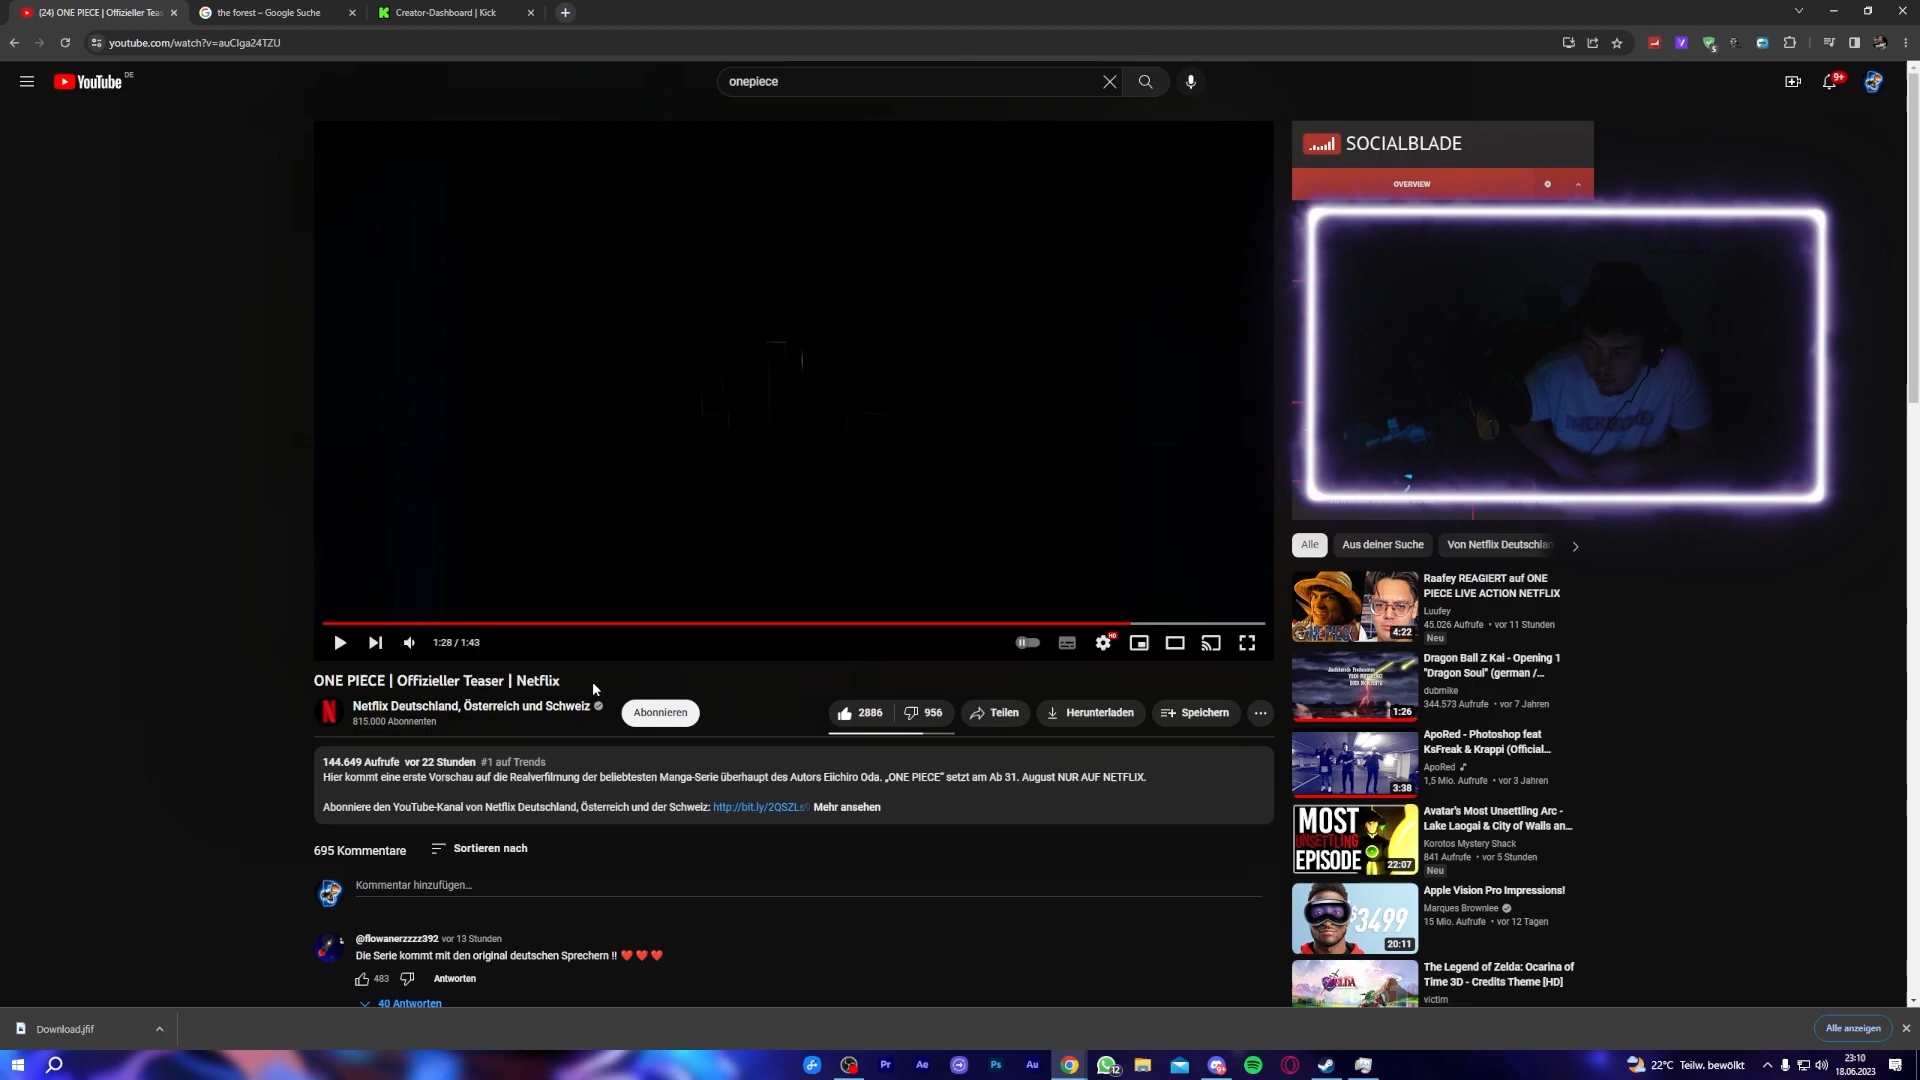 (24) ONE PIECE | Offizieller Teas
the forest – Google Suche
Creator-Dashboard | Kick
youtube.com/watch?v=auClga24TZU
YouTube DE
onepiece
9+
SOCIALBLADE
OVERVIEW
1:28 / 1:43
HD
ONE PIECE | Offizieller Teaser | Netflix
Netflix Deutschland, Österreich und Schweiz
815.000 Abonnenten
Abonnieren
2886
956
Teilen
Herunterladen
Speichern
144.649 Aufrufe vor 22 Stunden #1 auf Trends
Hier kommt eine erste Vorschau auf die Realverfilmung der beliebtesten Manga-Serie überhaupt des Autors Eiichiro Oda. „ONE PIECE“ setzt am Ab 31. August NUR AUF NETFLIX.
Abonniere den YouTube-Kanal von Netflix Deutschland, Österreich und der Schweiz: http://bit.ly/2QSZLs Mehr ansehen
695 Kommentare
Sortieren nach
Kommentar hinzufügen...
@flowanerzzzz392 vor 13 Stunden
Die Serie kommt mit den original deutschen Sprechern !! ❤️ ❤️ ❤️
483
Antworten
40 Antworten
Alle
Aus deiner Suche
Von Netflix Deutschlan
Raafey REAGIERT auf ONE
PIECE LIVE ACTION NETFLIX
Luufey
45.026 Aufrufe • vor 11 Stunden
Neu
4:22
Dragon Ball Z Kai - Opening 1
"Dragon Soul" (german /...
dubmike
344.573 Aufrufe • vor 7 Jahren
1:26
ApoRed - Photoshop feat
KsFreak & Krappi (Official...
ApoRed
1,5 Mio. Aufrufe • vor 3 Jahren
3:38
MOST
UNSETTLING
EPISODE
22:07
Avatar's Most Unsettling Arc -
Lake Laogai & City of Walls an...
Korotos Mystery Shack
841 Aufrufe • vor 5 Stunden
Neu
$3499
20:11
Apple Vision Pro Impressions!
Marques Brownlee
15 Mio. Aufrufe • vor 12 Tagen
ZELDA
The Legend of Zelda: Ocarina of
Time 3D - Credits Theme [HD]
victim
Download.jfif
Alle anzeigen
Pr
Ae
Ps
Au
12
9+
22°C Teilw. bewölkt
23:10
18.06.2023